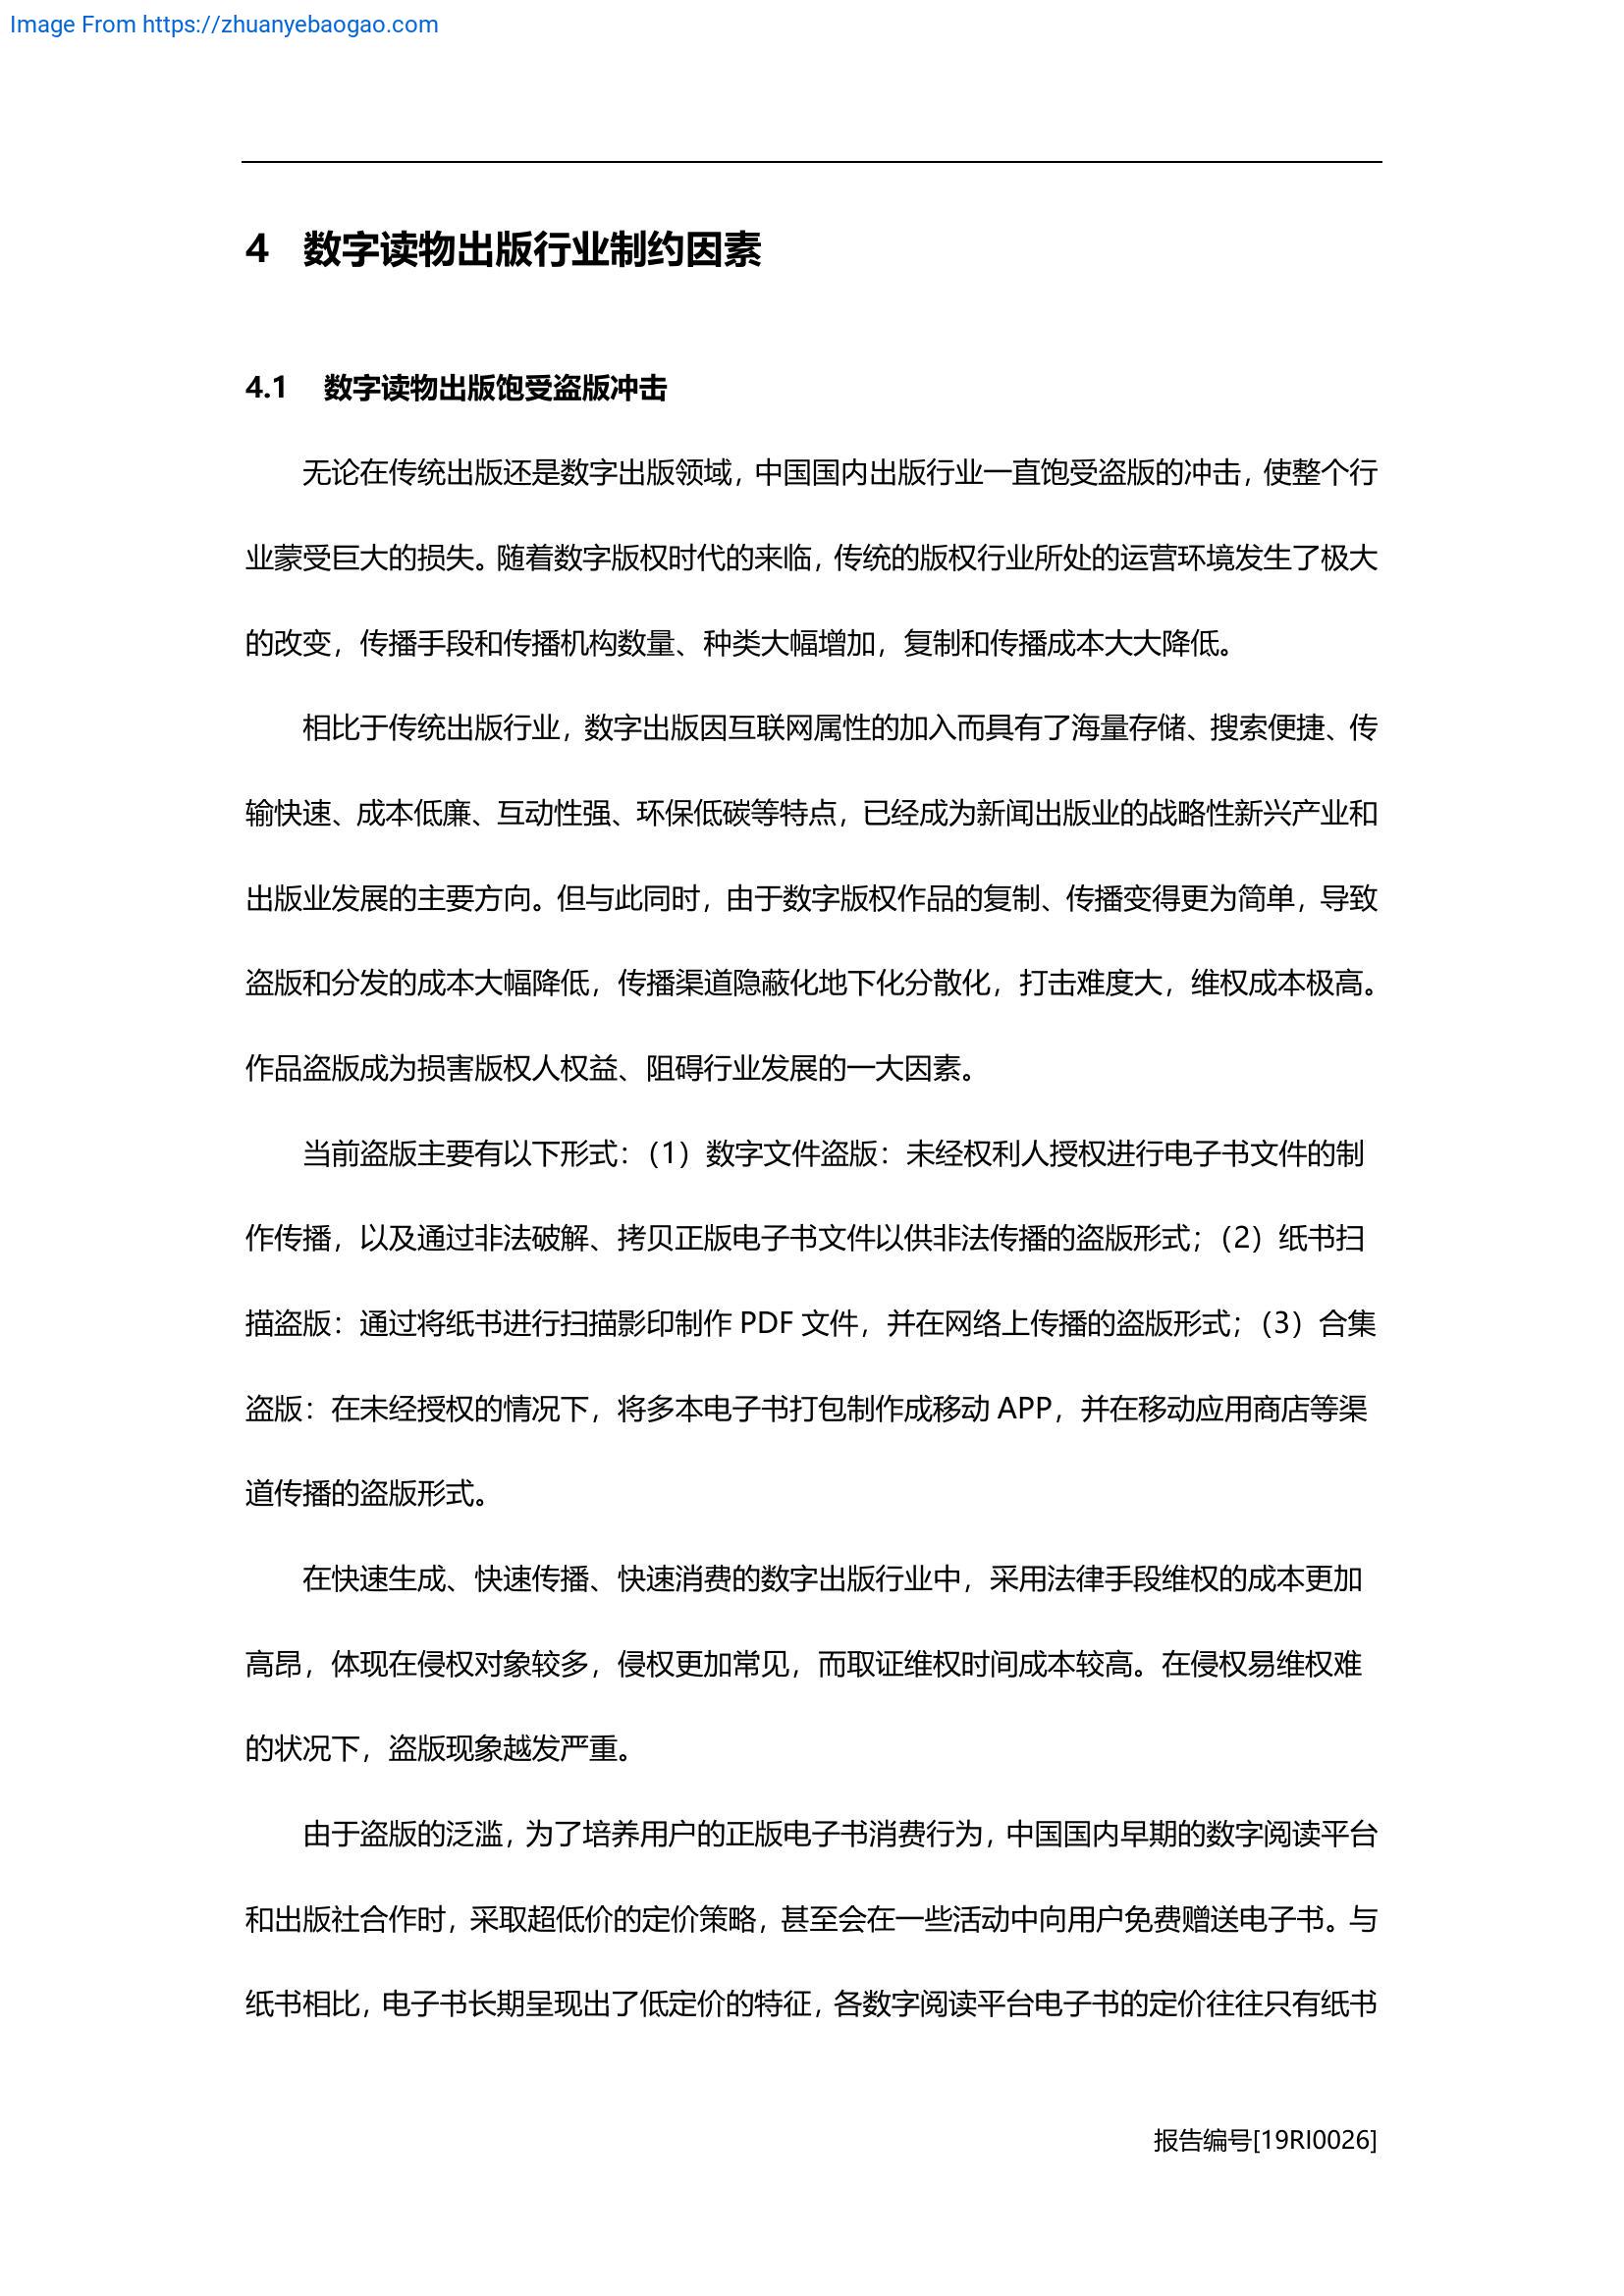 Image From https://zhuanyebaogao.com
4 数字读物出版行业制约因素
4.1 数字读物出版饱受盗版冲击
无论在传统出版还是数字出版领域，中国国内出版行业一直饱受盗版的冲击，使整个行
业蒙受巨大的损失。随着数字版权时代的来临，传统的版权行业所处的运营环境发生了极大
的改变，传播手段和传播机构数量、种类大幅增加，复制和传播成本大大降低。
相比于传统出版行业，数字出版因互联网属性的加入而具有了海量存储、搜索便捷、传
输快速、成本低廉、互动性强、环保低碳等特点，已经成为新闻出版业的战略性新兴产业和
出版业发展的主要方向。但与此同时，由于数字版权作品的复制、传播变得更为简单，导致
盗版和分发的成本大幅降低，传播渠道隐蔽化地下化分散化，打击难度大，维权成本极高。
作品盗版成为损害版权人权益、阻碍行业发展的一大因素。
当前盗版主要有以下形式：（1）数字文件盗版：未经权利人授权进行电子书文件的制
作传播，以及通过非法破解、拷贝正版电子书文件以供非法传播的盗版形式；（2）纸书扫
描盗版：通过将纸书进行扫描影印制作 PDF 文件，并在网络上传播的盗版形式；（3）合集
盗版：在未经授权的情况下，将多本电子书打包制作成移动 APP，并在移动应用商店等渠
道传播的盗版形式。
在快速生成、快速传播、快速消费的数字出版行业中，采用法律手段维权的成本更加
高昂，体现在侵权对象较多，侵权更加常见，而取证维权时间成本较高。在侵权易维权难
的状况下，盗版现象越发严重。
由于盗版的泛滥，为了培养用户的正版电子书消费行为，中国国内早期的数字阅读平台
和出版社合作时，采取超低价的定价策略，甚至会在一些活动中向用户免费赠送电子书。与
纸书相比，电子书长期呈现出了低定价的特征，各数字阅读平台电子书的定价往往只有纸书
报告编号[19RI0026]